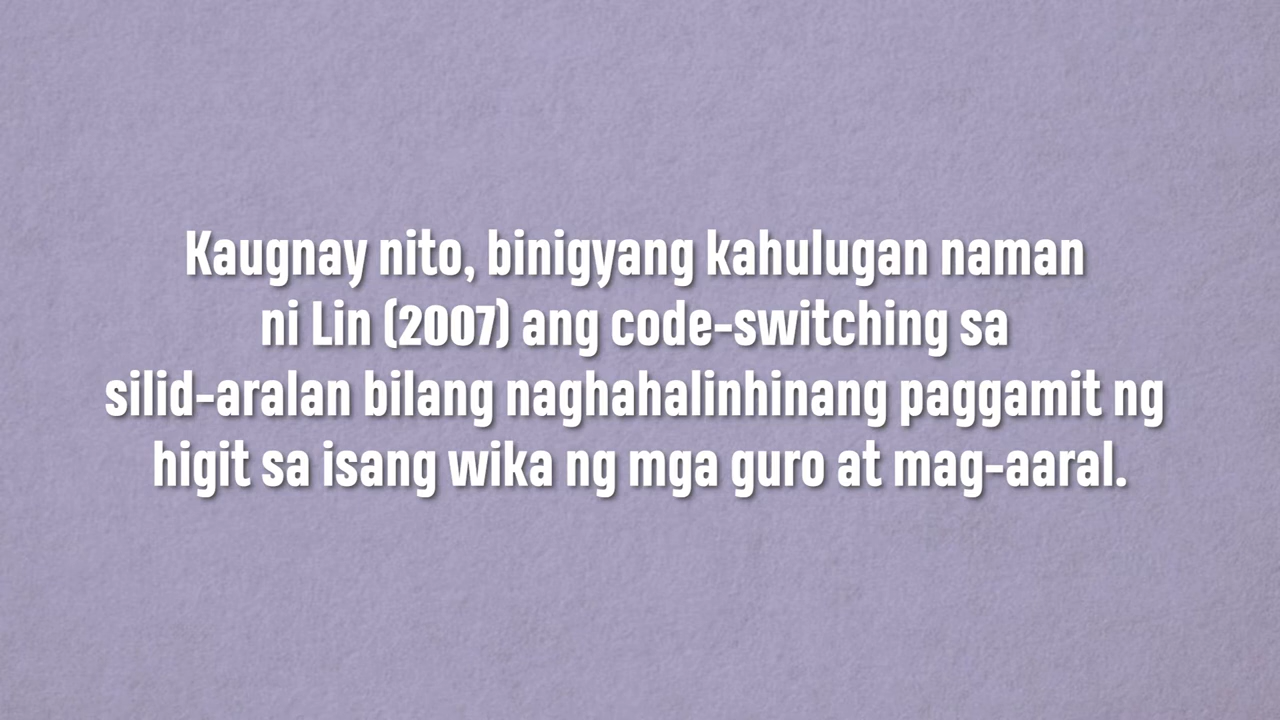 Kaugnay nito, binigyang kahulugan naman
ni Lin (2007) ang code-switching sa
silid-aralan bilang naghahalinhinang paggamit ng
higit sa isang wika ng mga guro at mag-aaral.